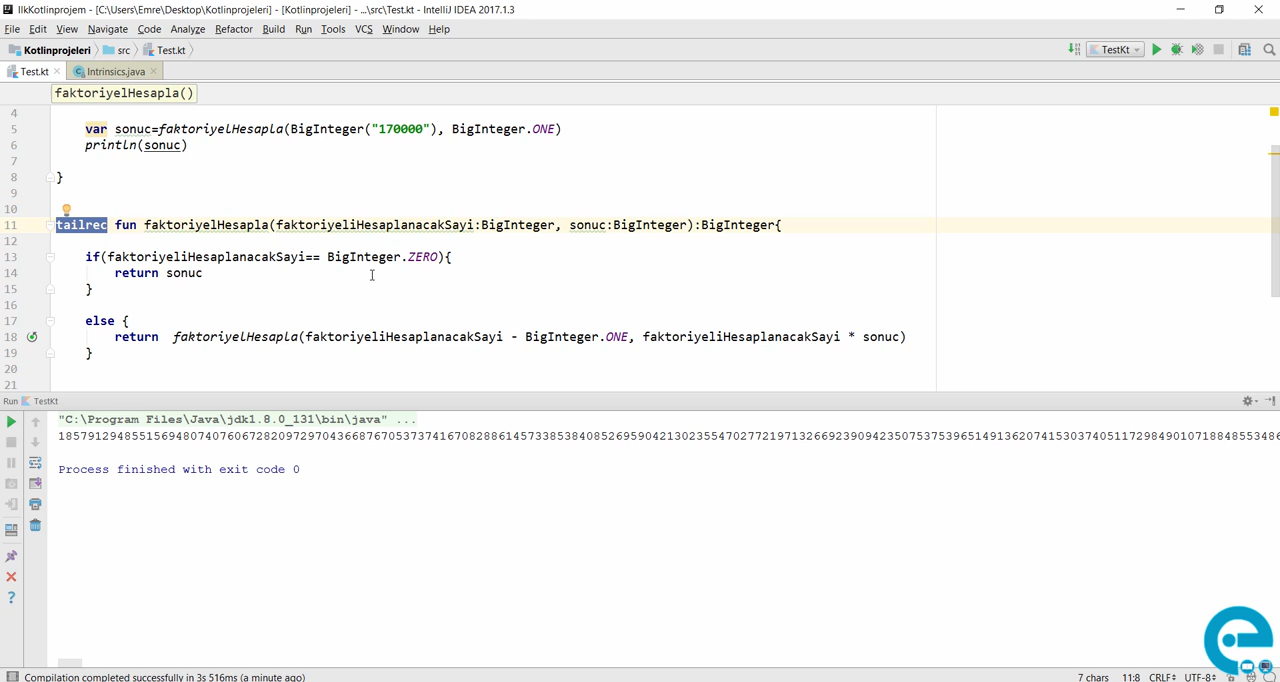 IlkKotlinprojem - [C:\Users\Emre\Desktop\Kotlinprojeleri] - [Kotlinprojeleri] - ...\src\Test.kt - IntelliJ IDEA 2017.1.3
File Edit View Navigate Code Analyze Refactor Build Run Tools VCS Window Help
Kotlinprojeleri src Test.kt TestKt
Test.kt Intrinsics.java
faktoriyelHesapla()
4
5 var sonuc=faktoriyelHesapla(BigInteger("170000"), BigInteger.ONE)
6 println(sonuc)
7
8 }
9
10
11 tailrec fun faktoriyelHesapla(faktoriyeliHesaplanacakSayi:BigInteger, sonuc:BigInteger):BigInteger{
12
13 if(faktoriyeliHesaplanacakSayi== BigInteger.ZERO){
14 return sonuc
15 }
16
17 else {
18 return faktoriyelHesapla(faktoriyeliHesaplanacakSayi - BigInteger.ONE, faktoriyeliHesaplanacakSayi * sonuc)
19 }
20
21
Run TestKt
"C:\Program Files\Java\jdk1.8.0_131\bin\java" ...
Process finished with exit code 0
Compilation completed successfully in 3s 516ms (a minute ago) 7 chars 11:8 CRLF UTF-8